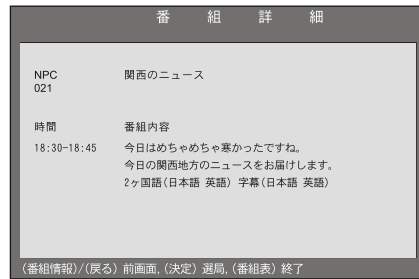 番組詳細
NPC 関西のニュース
021
時間 番組内容
18:30-18:45 今日はめちゃめちゃ寒かったですね。
今日の関西地方のニュースをお届けします。
2ヶ国語(日本語 英語) 字幕(日本語 英語)
(番組情報)/(戻る) 前画面,(決定) 選局,(番組表) 終了